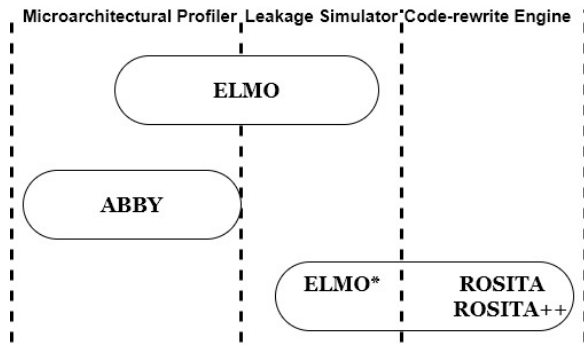 Microarchitectural Profiler Leakage Simulator Code-rewrite Engine
ELMO
ABBY
ELMO* ROSITA
ROSITA++